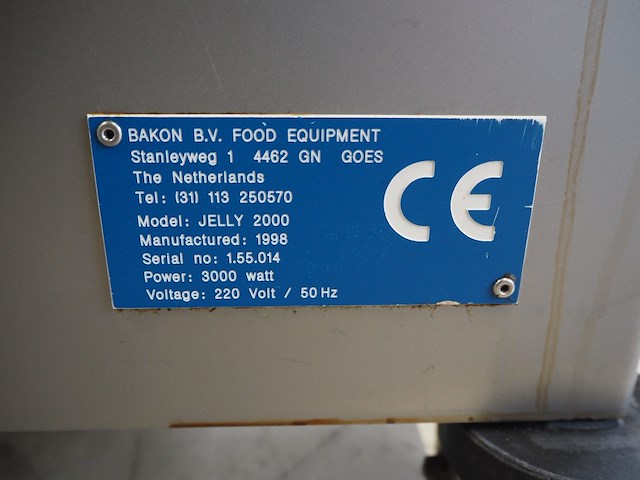 BAKON B.V. FOOD EQUIPMENT
Stanleyweg 1 4462 GN GOES
The Netherlands
Tel: (31) 113 250570
Model: JELLY 2000
Manufactured: 1998
Serial no: 1.55.014
Power: 3000 watt
Voltage: 220 Volt / 50 Hz
CE